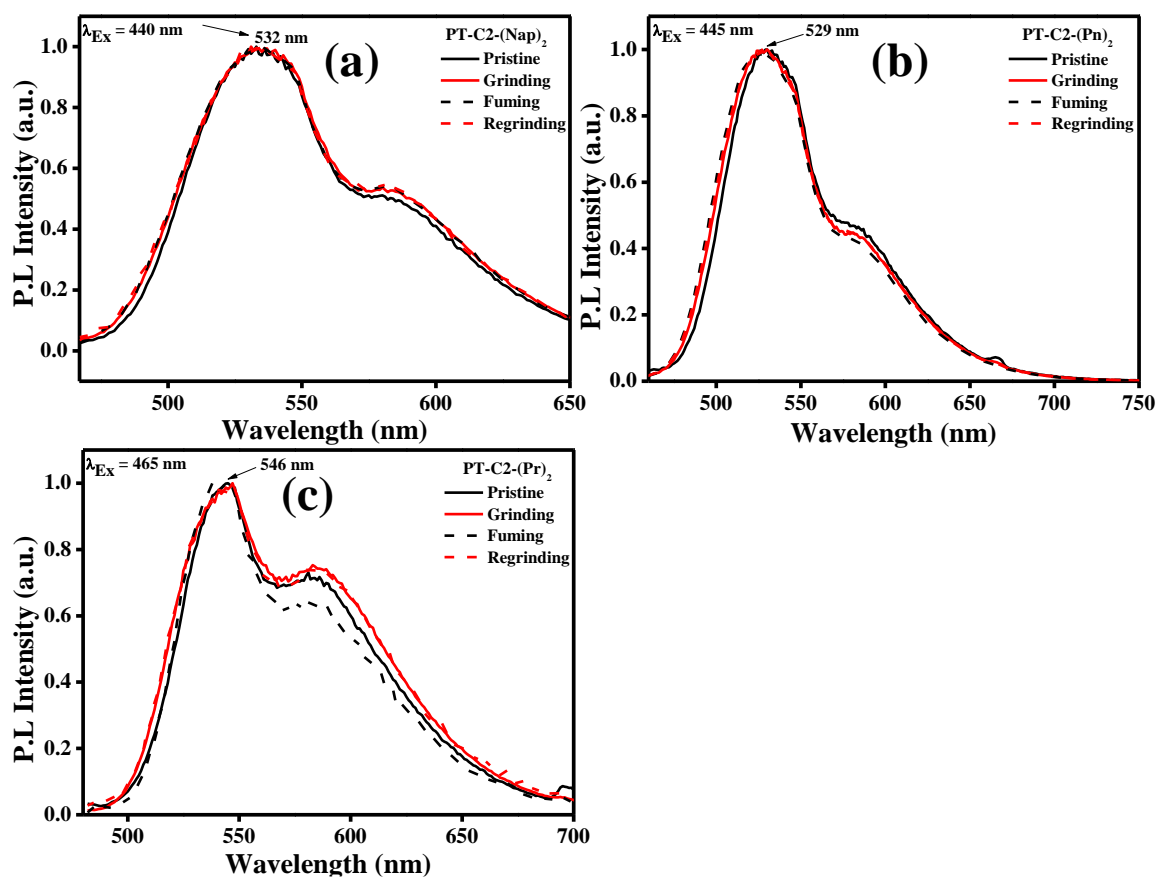 λEx = 440 nm
532 nm
(a)
PT-C2-(Nap)2
Pristine
Grinding
Fuming
Regrinding
P.L Intensity (a.u.)
1.0
0.8
0.6
0.4
0.2
0.0
500 550 600 650
Wavelength (nm)
λEx = 445 nm
529 nm
(b)
PT-C2-(Pn)2
Pristine
Grinding
Fuming
Regrinding
P.L Intensity (a.u.)
1.0
0.8
0.6
0.4
0.2
0.0
500 550 600 650 700 750
Wavelength (nm)
λEx = 465 nm
546 nm
(c)
PT-C2-(Pr)2
Pristine
Grinding
Fuming
Regrinding
P.L Intensity (a.u.)
1.0
0.8
0.6
0.4
0.2
0.0
500 550 600 650 700
Wavelength (nm)